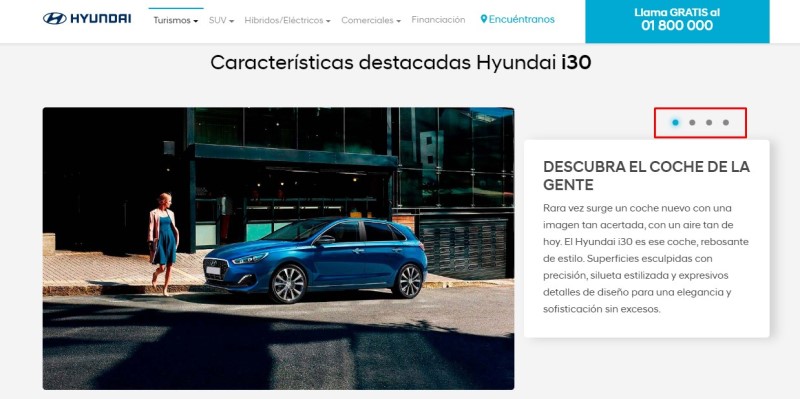 HYUNDAI
Turismos
SUV
Híbridos/Eléctricos
Comerciales
Financiación
Encuéntranos
Llama GRATIS al
01 800 000
Características destacadas Hyundai i30
DESCUBRA EL COCHE DE LA
GENTE
Rara vez surge un coche nuevo con una
imagen tan acertada, con un aire tan de
hoy. El Hyundai i30 es ese coche, rebosante
de estilo. Superficies esculpidas con
precisión, silueta estilizada y expresivos
detalles de diseño para una elegancia y
sofisticación sin excesos.